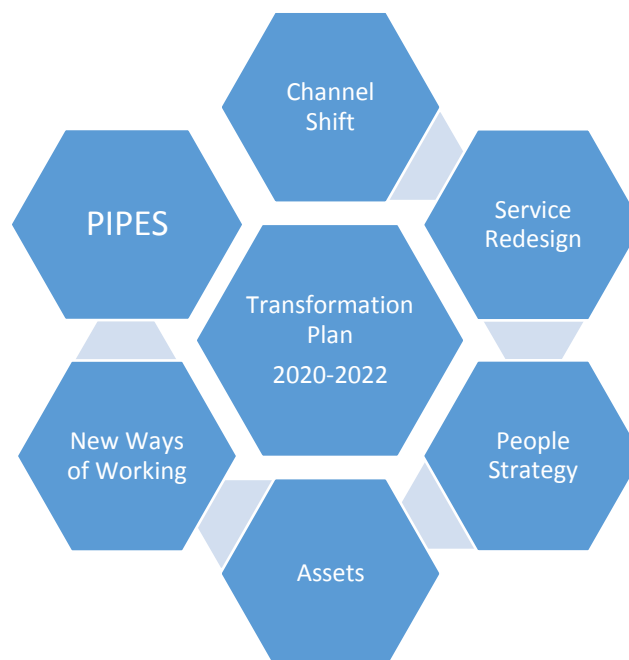 Channel
Shift
PIPES
Service
Redesign
Transformation
Plan
2020-2022
New Ways
of Working
People
Strategy
Assets